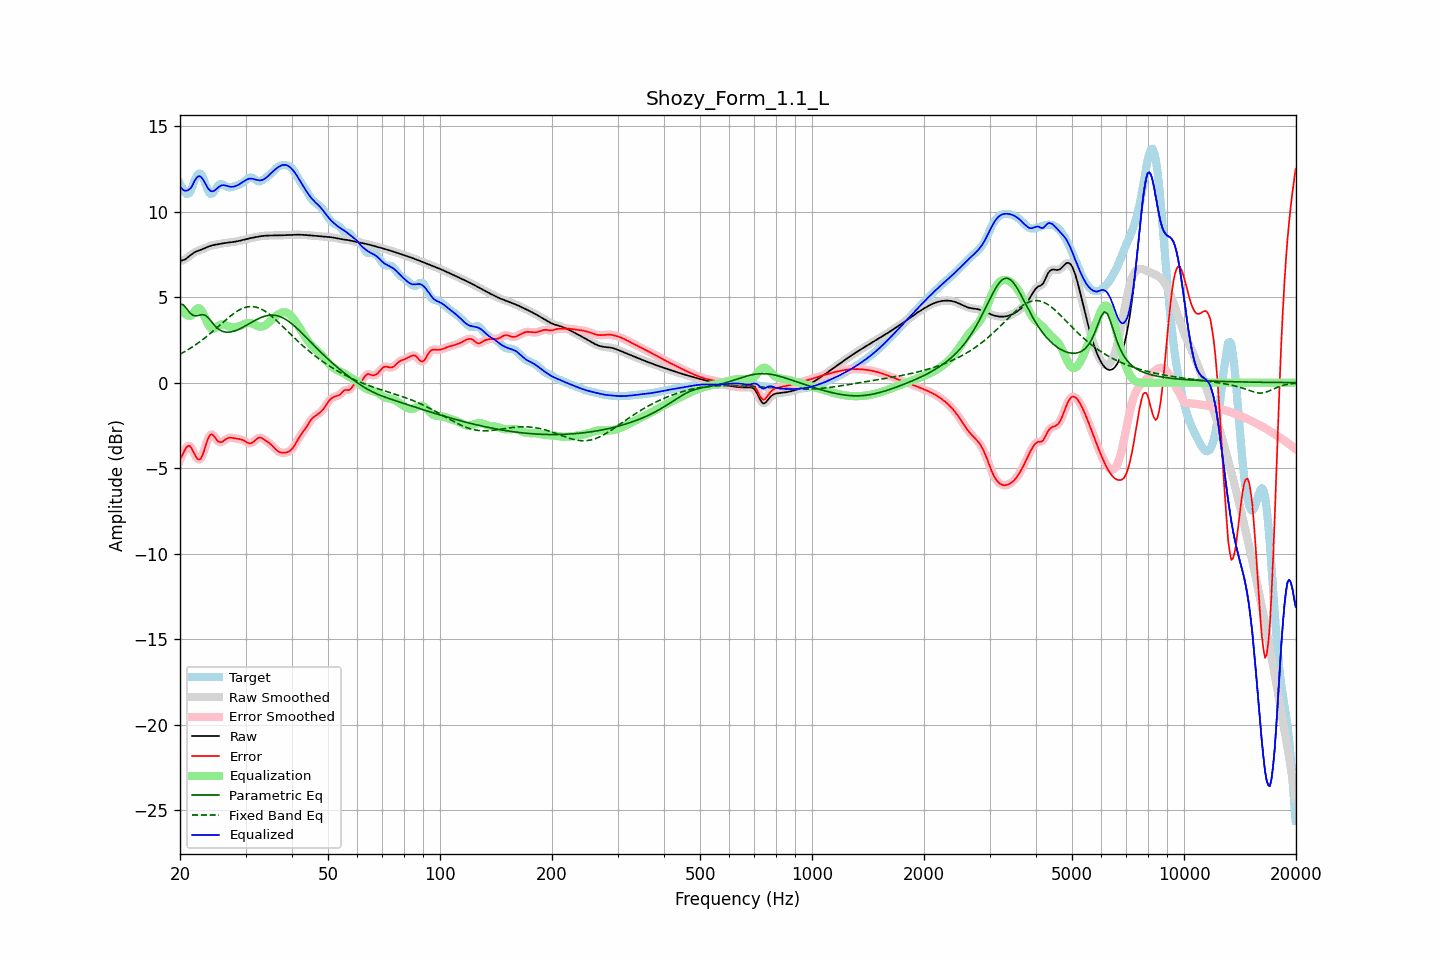 Shozy_Form_1.1_L
15
10
5
0
−5
−10
−15
−20
−25
Amplitude (dBr)
Target
Raw Smoothed
Error Smoothed
Raw
Error
Equalization
Parametric Eq
Fixed Band Eq
Equalized
20 50 100 200 500 1000 2000 5000 10000 20000
Frequency (Hz)